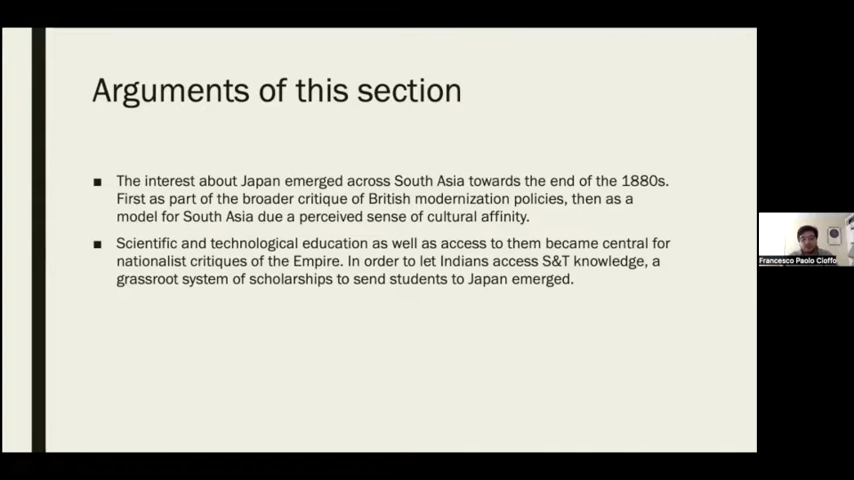 Arguments of this section
■ The interest about Japan emerged across South Asia towards the end of the 1880s.
First as part of the broader critique of British modernization policies, then as a
model for South Asia due a perceived sense of cultural affinity.
■ Scientific and technological education as well as access to them became central for
nationalist critiques of the Empire. In order to let Indians access S&T knowledge, a
grassroot system of scholarships to send students to Japan emerged.
Francesco Paolo Cioffo